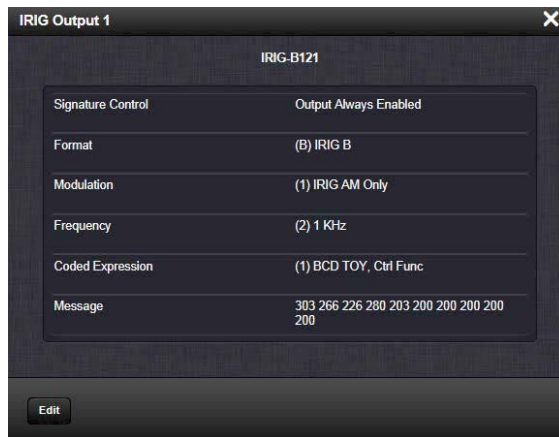 IRIG Output 1
IRIG-B121
Signature Control Output Always Enabled
Format (B) IRIG B
Modulation (1) IRIG AM Only
Frequency (2) 1 KHz
Coded Expression (1) BCD TOY, Ctrl Func
Message 303 266 226 280 203 200 200 200 200
200
Edit